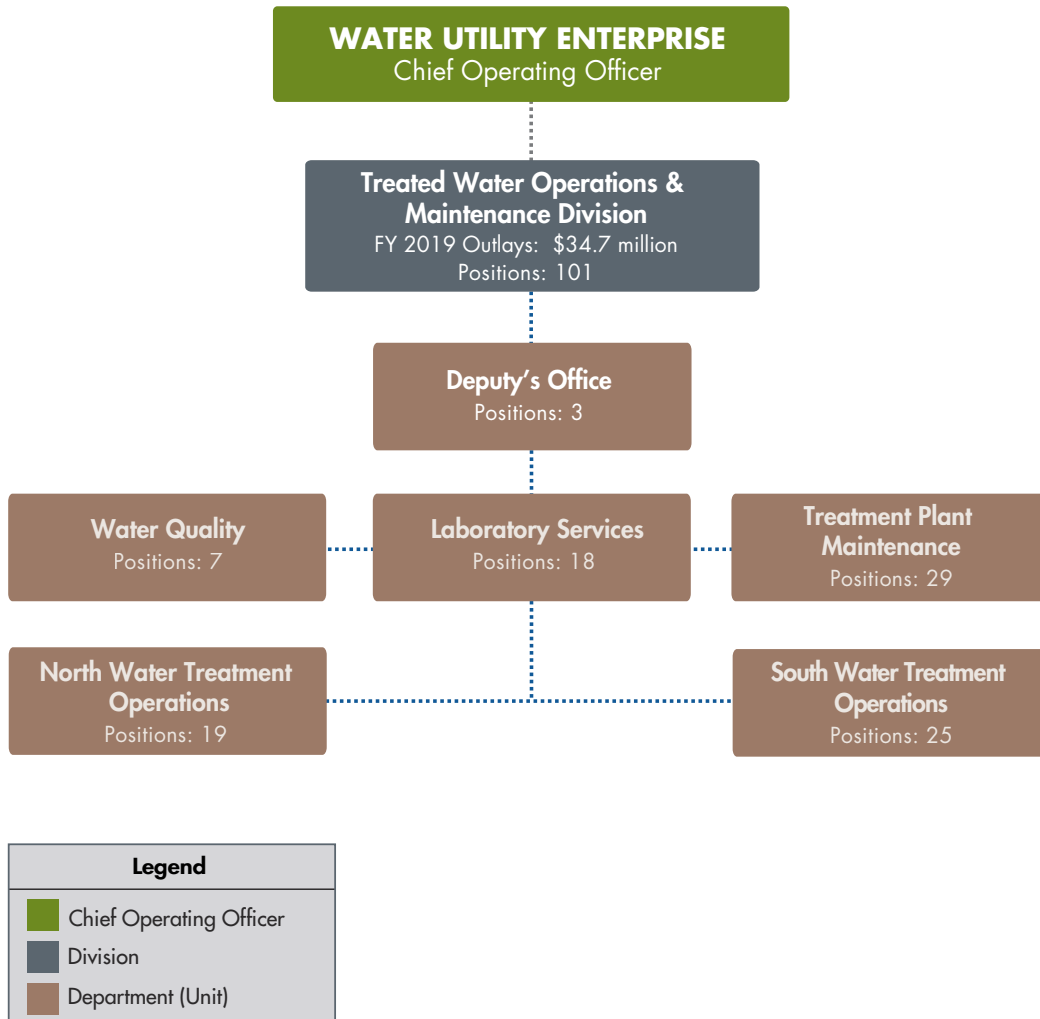 WATER UTILITY ENTERPRISE
Chief Operating Officer
Treated Water Operations &
Maintenance Division
FY 2019 Outlays: $34.7 million
Positions: 101
Deputy’s Office
Positions: 3
Water Quality
Positions: 7
Laboratory Services
Positions: 18
Treatment Plant
Maintenance
Positions: 29
North Water Treatment
Operations
Positions: 19
South Water Treatment
Operations
Positions: 25
Legend
Chief Operating Officer
Division
Department (Unit)